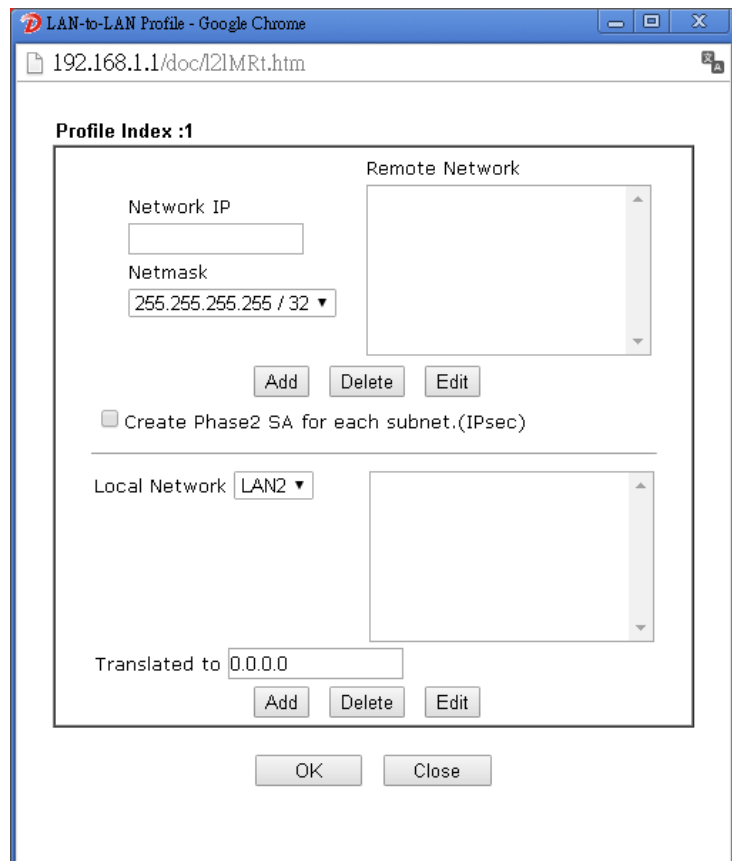 LAN-to-LAN Profile - Google Chrome
192.168.1.1/doc/l2lMRt.htm
Profile Index :1
Remote Network
Network IP
Netmask
255.255.255.255 / 32
Add Delete Edit
Create Phase2 SA for each subnet.(IPsec)
Local Network LAN2
Translated to 0.0.0.0
Add Delete Edit
OK Close